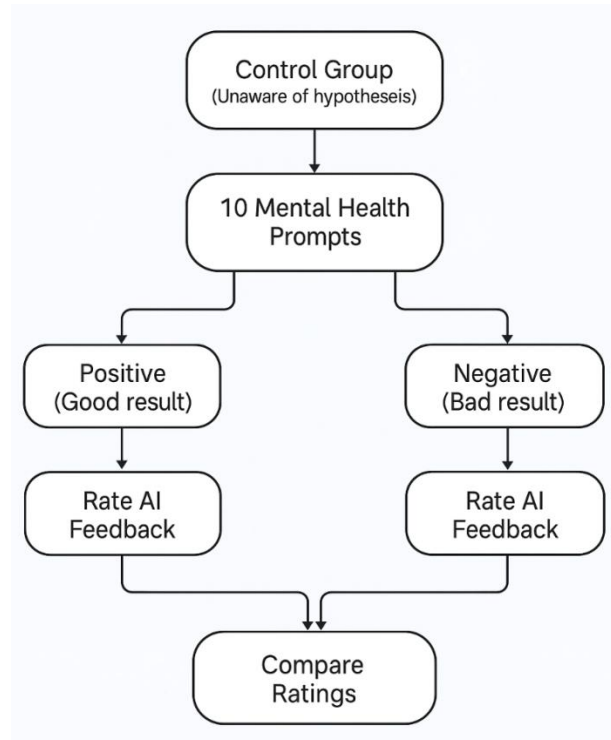 Control Group
(Unaware of hypotheseis)
10 Mental Health
Prompts
Positive
(Good result)
Negative
(Bad result)
Rate AI
Feedback
Rate AI
Feedback
Compare
Ratings